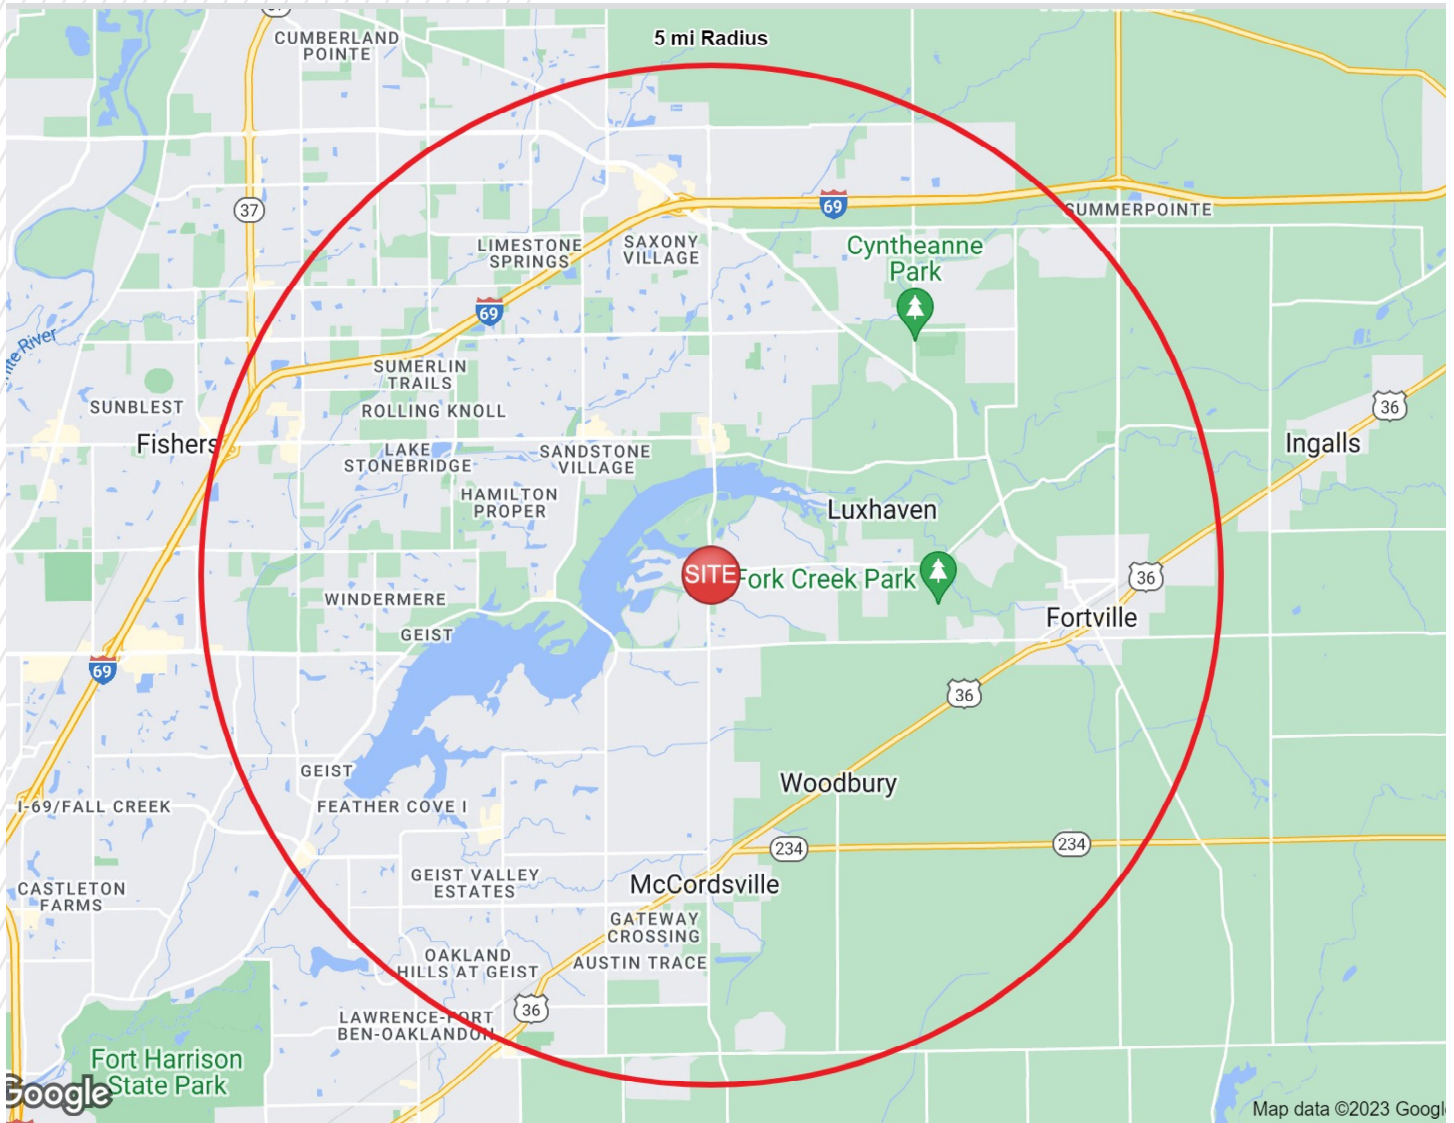 CUMBERLAND
POINTE
5 mi Radius
37
69
SUMMERPOINTE
LIMESTONE
SPRINGS
SAXONY
VILLAGE
Cyntheanne
Park
69
SUMERLIN
TRAILS
SUNBLEST
ROLLING KNOLL
36
Fishers
LAKE
STONEBRIDGE
SANDSTONE
VILLAGE
Ingalls
HAMILTON
PROPER
Luxhaven
SITE
Fork Creek Park
36
WINDERMERE
GEIST
Fortville
69
36
GEIST
Woodbury
I-69/FALL CREEK
FEATHER COVE I
234
234
CASTLETON
FARMS
GEIST VALLEY
ESTATES
McCordsville
GATEWAY
CROSSING
OAKLAND
HILLS AT GEIST
AUSTIN TRACE
36
LAWRENCE-FORT
BEN-OAKLANDON
Fort Harrison
State Park
Google
Map data ©2023 Google